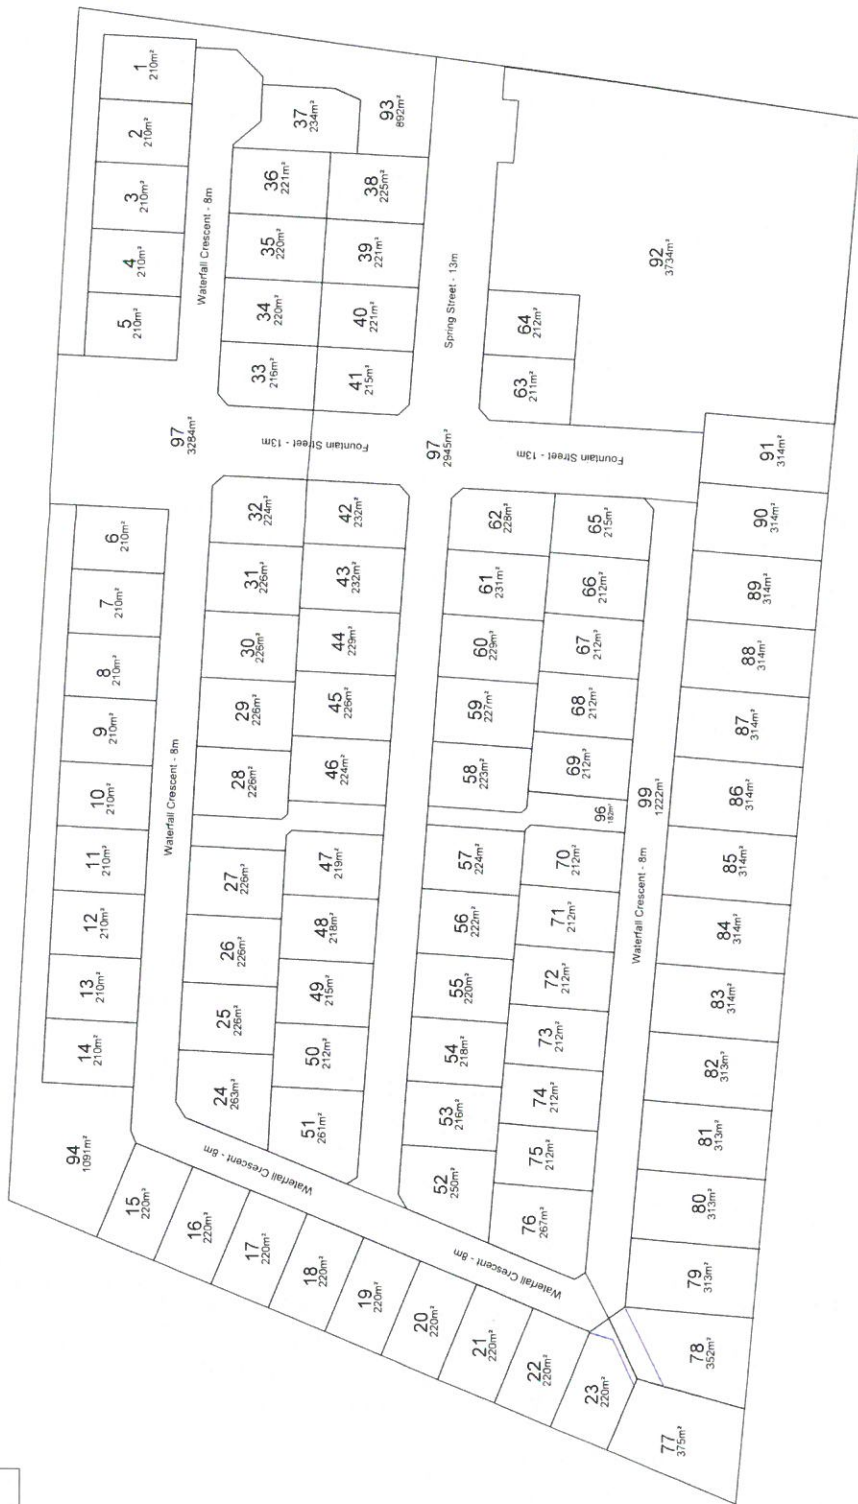 1
210m²
2
210m²
3
210m²
4
210m²
5
210m²
Waterfall Crescent - 8m
37
234m²
93
892m²
36
221m²
38
225m²
35
220m²
39
221m²
34
220m²
40
221m²
33
216m²
41
215m²
Spring Street - 13m
92
3734m²
64
212m²
63
211m²
97
3284m²
Fountain Street - 13m
97
2945m²
Fountain Street - 13m
91
314m²
6
210m²
7
210m²
8
210m²
9
210m²
10
210m²
11
210m²
12
210m²
13
210m²
14
210m²
Waterfall Crescent - 8m
32
224m²
31
226m²
30
226m²
29
226m²
28
226m²
27
226m²
26
226m²
25
226m²
24
263m²
42
232m²
43
232m²
44
229m²
45
226m²
46
224m²
47
219m²
48
218m²
49
215m²
50
212m²
51
261m²
62
228m²
61
231m²
60
229m²
59
227m²
58
223m²
57
224m²
56
222m²
55
220m²
54
218m²
53
216m²
52
250m²
65
215m²
66
212m²
67
212m²
68
212m²
69
212m²
96
182m²
70
212m²
71
212m²
72
212m²
73
212m²
74
212m²
75
212m²
76
267m²
99
1222m²
Waterfall Crescent - 8m
90
314m²
89
314m²
88
314m²
87
314m²
86
314m²
85
314m²
84
314m²
83
314m²
82
313m²
81
313m²
80
313m²
79
313m²
78
352m²
77
375m²
94
1091m²
Waterfall Crescent - 8m
Waterfall Crescent - 8m
15
220m²
16
220m²
17
220m²
18
220m²
19
220m²
20
220m²
21
220m²
22
220m²
23
220m²